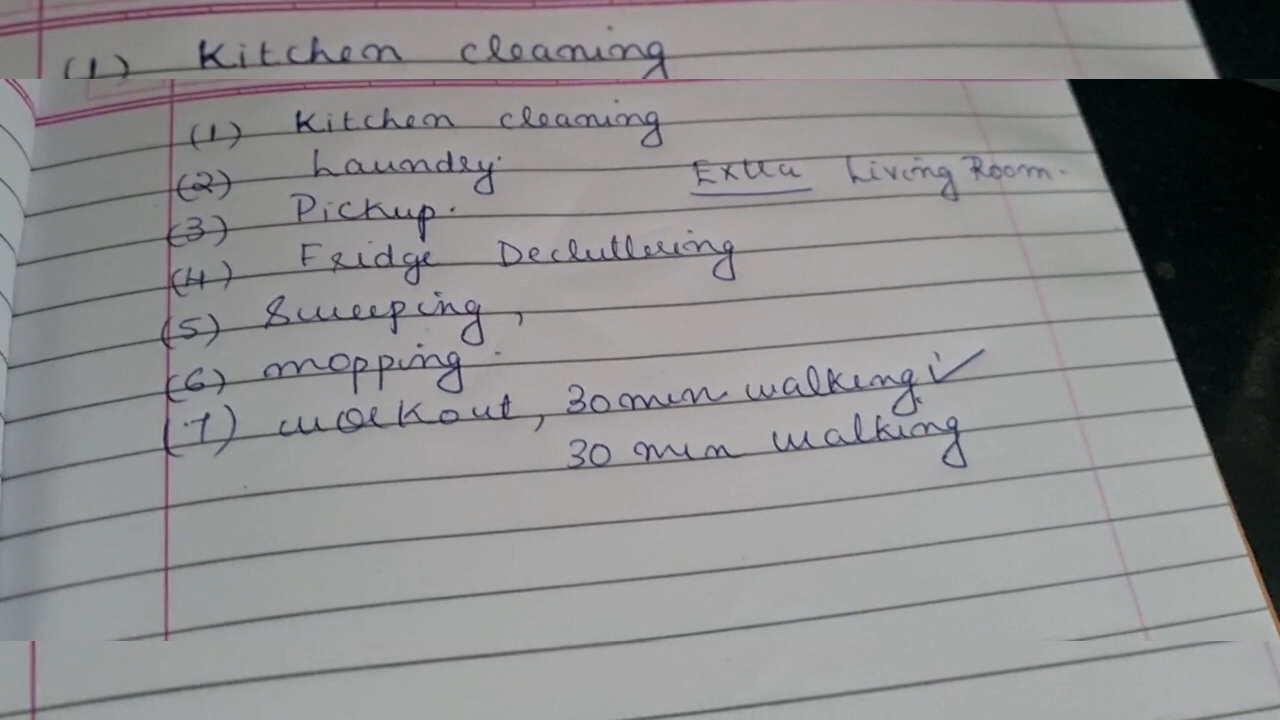 (1) Kitchen cleaning
(1) Kitchen cleaning
(2) Laundry.
Extra Living Room.
(3) Pickup.
(4) Fridge Decluttering
(5) Sweeping,
(6) mopping.
(7) workout, 30 min walking ✓
30 min walking